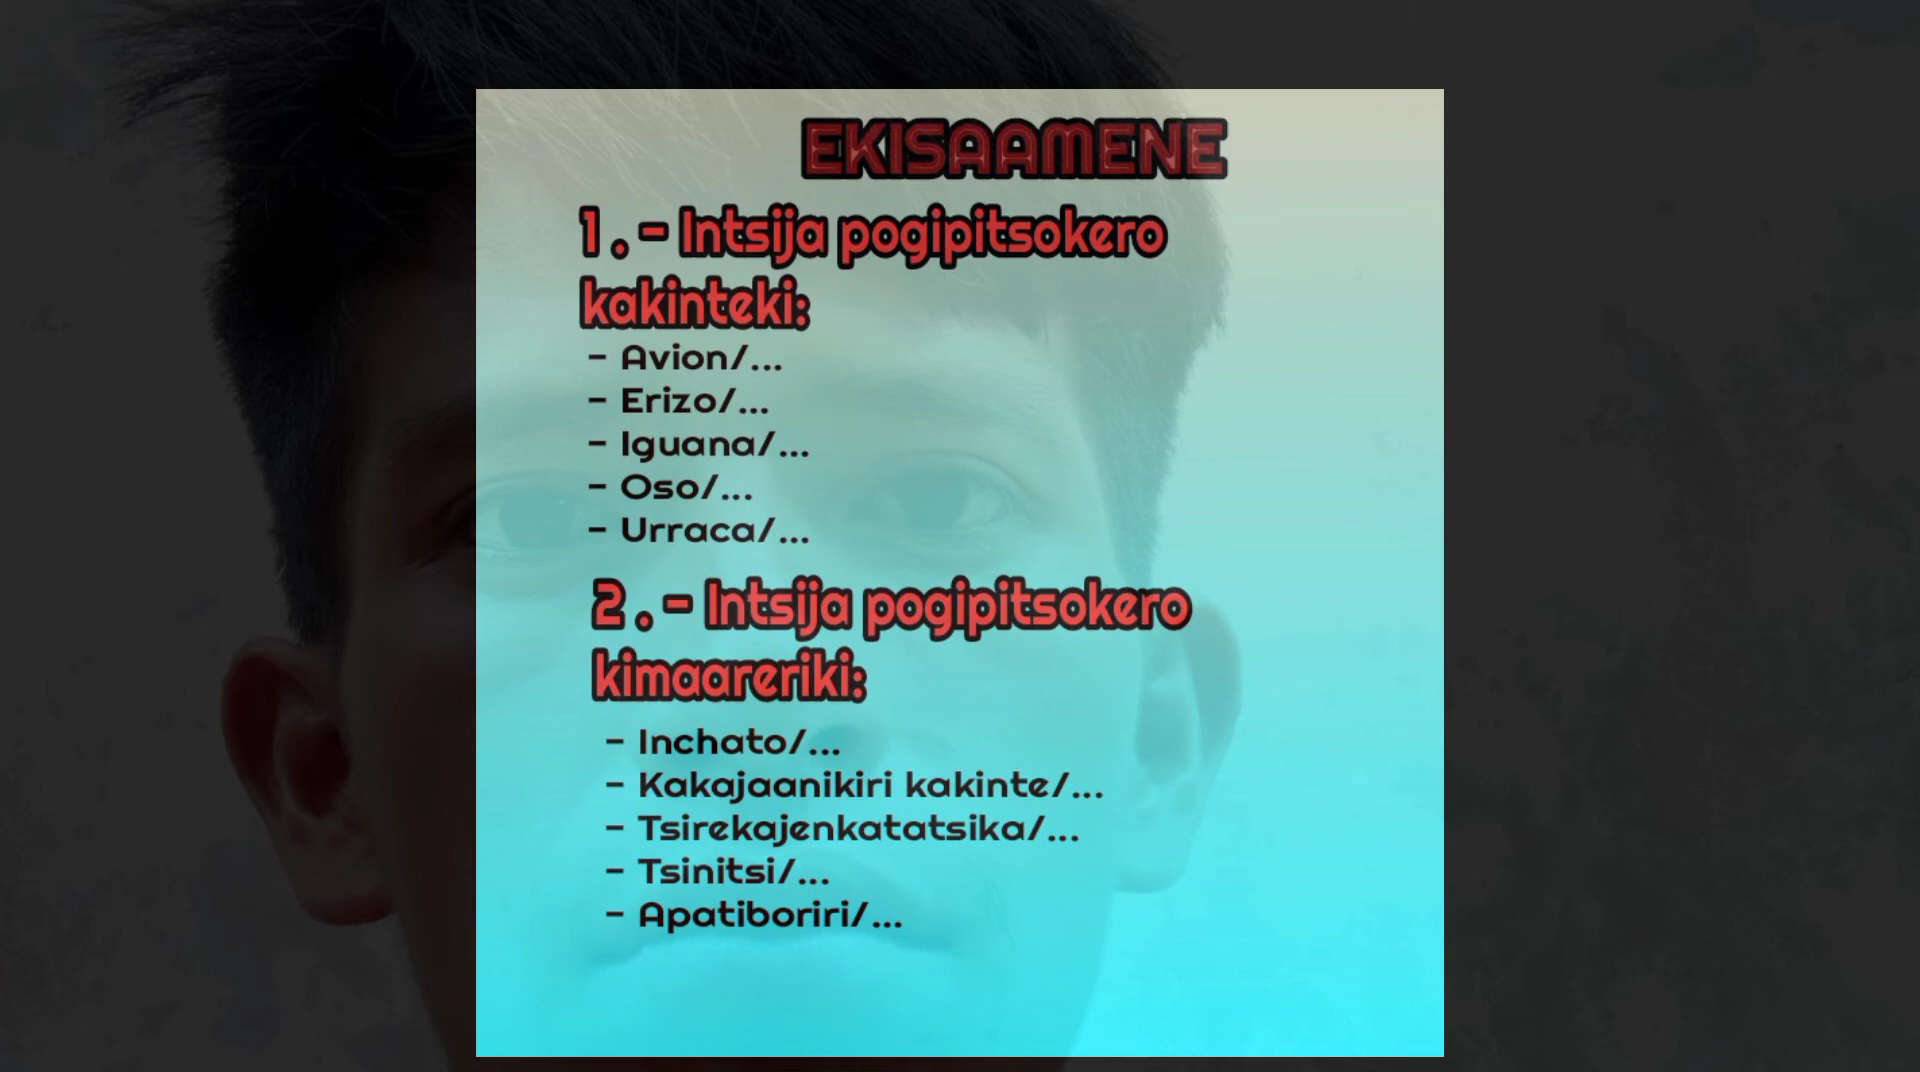 EKISAAMENE
1.- Intsija pogipitsokero
kakinteki:
- Avion/...
- Erizo/...
- Iguana/...
- Oso/...
- Urraca/...
2.- Intsija pogipitsokero
kimaareriki:
- Inchato/...
- Kakajaanikiri kakinte/...
- Tsirekajenkatatsika/...
- Tsinitsi/...
- Apatiboriri/...